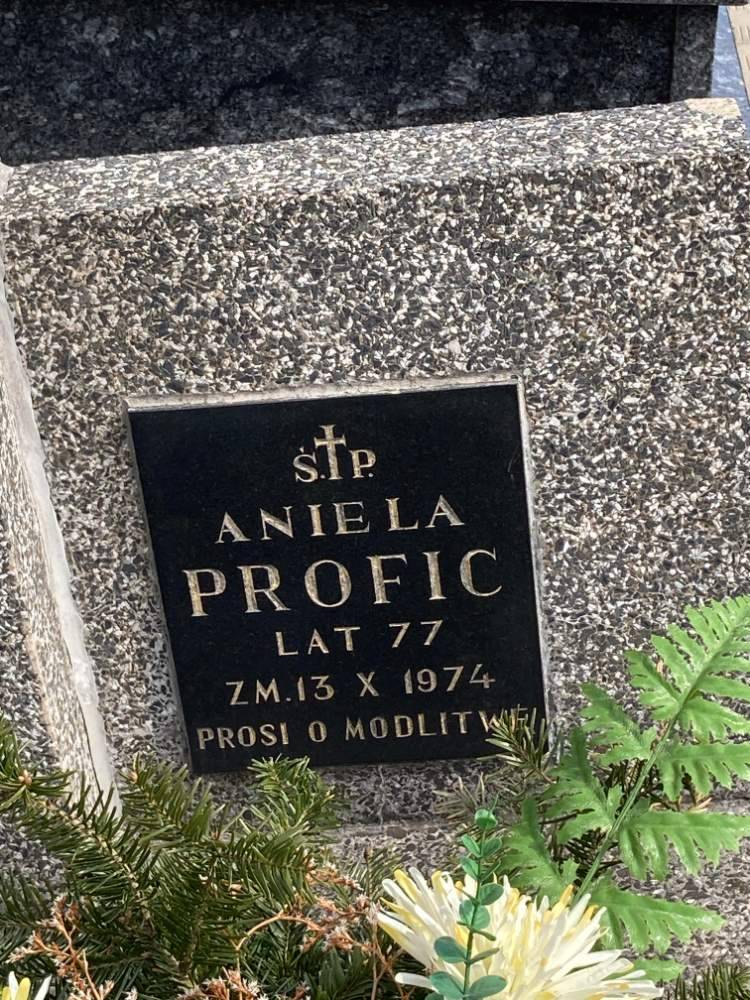 Ś.†P.
ANIELA
PROFIC
LAT 77
ZM. 13 X 1974
PROSI O MODLITWĘ